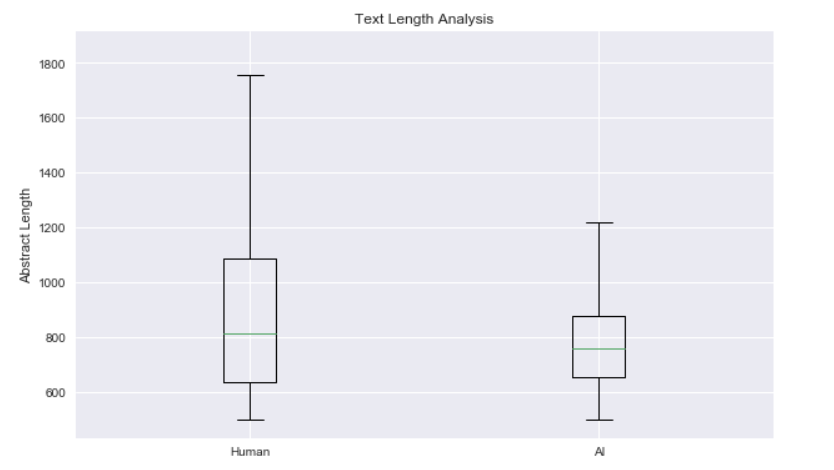 Text Length Analysis
Abstract Length
1800
1600
1400
1200
1000
800
600
Human
AI